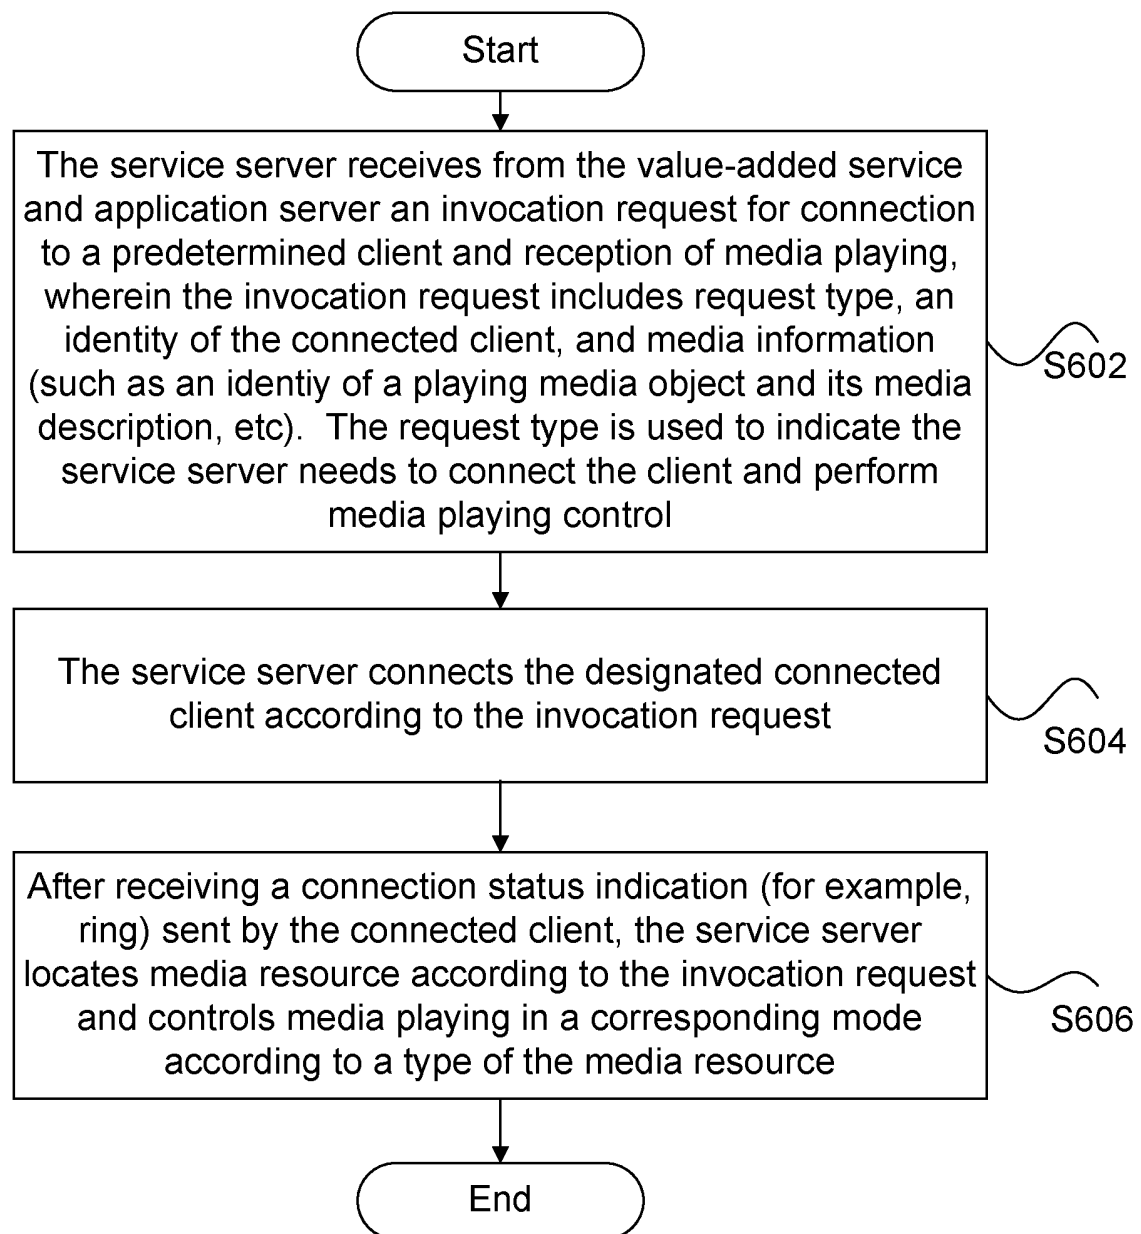 Start
The service server receives from the value-added service
and application server an invocation request for connection
to a predetermined client and reception of media playing,
wherein the invocation request includes request type, an
identity of the connected client, and media information
(such as an identiy of a playing media object and its media
description, etc).  The request type is used to indicate the
service server needs to connect the client and perform
media playing control
S602
The service server connects the designated connected
client according to the invocation request
S604
After receiving a connection status indication (for example,
ring) sent by the connected client, the service server
locates media resource according to the invocation request
and controls media playing in a corresponding mode
according to a type of the media resource
S606
End